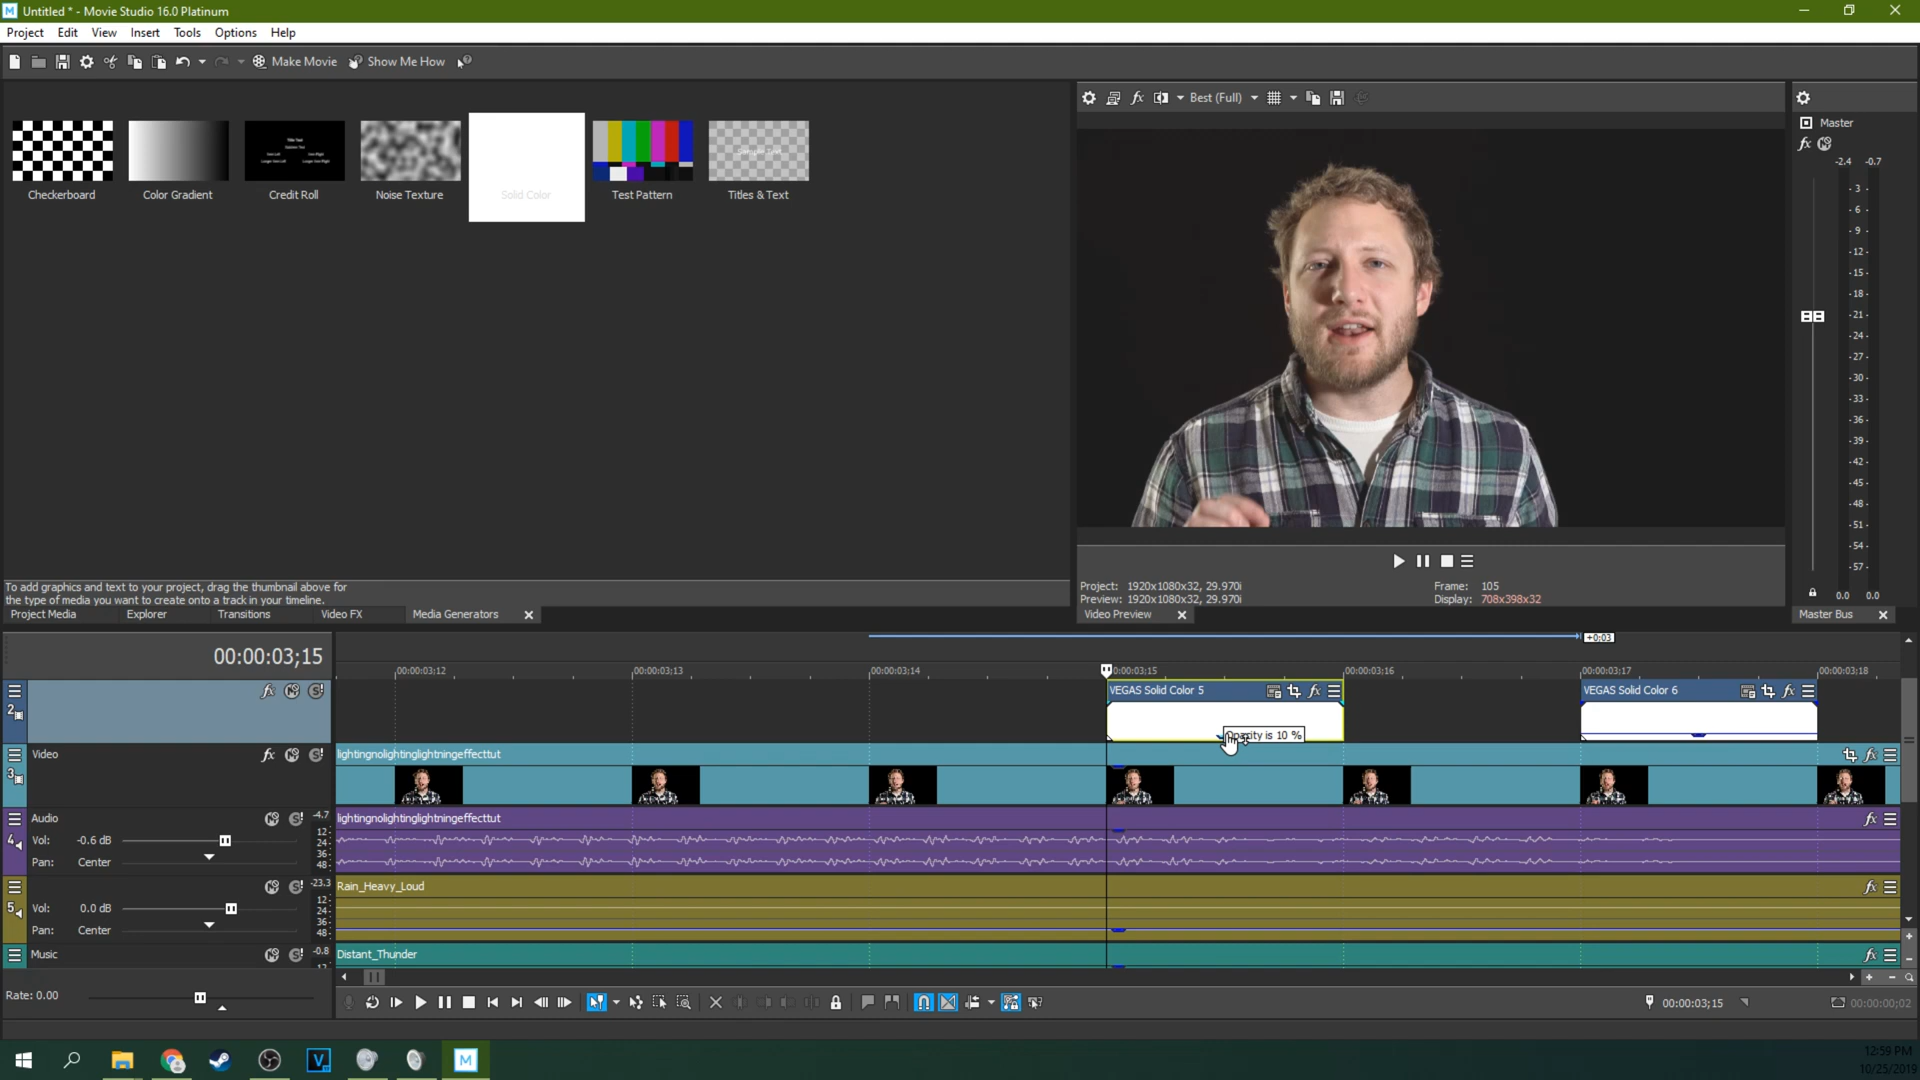 Untitled * - Movie Studio 16.0 Platinum
Project Edit View Insert Tools Options Help
Make Movie Show Me How
Best (Full)
Master
-2.4 -0.7
Checkerboard Color Gradient Credit Roll Noise Texture Solid Color Test Pattern Titles & Text
3
6
9
12
15
18
21
24
27
30
33
36
39
42
45
48
51
54
57
0.0 0.0
To add graphics and text to your project, drag the thumbnail above for
the type of media you want to create onto a track in your timeline.
Project: 1920x1080x32, 29.970i Frame: 105
Preview: 1920x1080x32, 29.970i Display: 708x398x32
Project Media Explorer Transitions Video FX Media Generators
Video Preview
Master Bus
+0:03
00:00:03;15
00:00:03;12 00:00:03;13 00:00:03;14 00:00:03;15 00:00:03;16 00:00:03;17 00:00:03;18
2
VEGAS Solid Color 5 VEGAS Solid Color 6
Opacity is 10 %
3
Video
lightingnolightinglightningeffecttut
4
Audio
lightingnolightinglightningeffecttut
-4.7
Vol: -0.6 dB
Pan: Center
12
24
36
48
5
Rain_Heavy_Loud
-23.3
Vol: 0.0 dB
Pan: Center
12
24
36
48
Music
-0.8
Distant_Thunder
Rate: 0.00
00:00:03;15
00:00:00;02
12:59 PM
10/25/2019